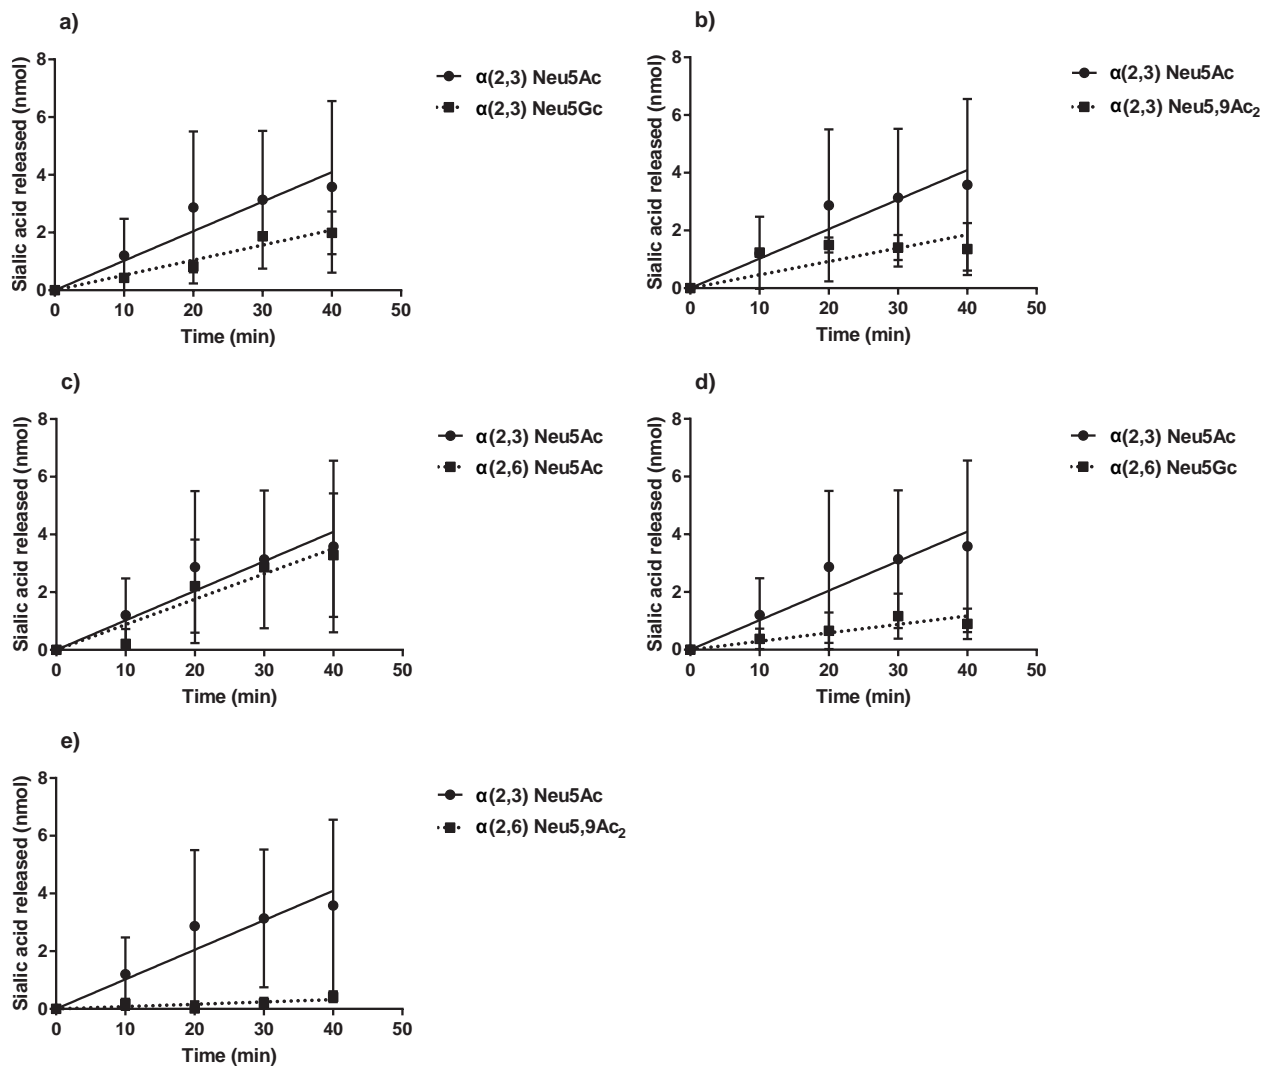 a)
Sialic acid released (nmol)
8
6
4
2
0
0 10 20 30 40 50
Time (min)
α(2,3) Neu5Ac
α(2,3) Neu5Gc
b)
Sialic acid released (nmol)
8
6
4
2
0
0 10 20 30 40 50
Time (min)
α(2,3) Neu5Ac
α(2,3) Neu5,9Ac₂
c)
Sialic acid released (nmol)
8
6
4
2
0
0 10 20 30 40 50
Time (min)
α(2,3) Neu5Ac
α(2,6) Neu5Ac
d)
Sialic acid released (nmol)
8
6
4
2
0
0 10 20 30 40 50
Time (min)
α(2,3) Neu5Ac
α(2,6) Neu5Gc
e)
Sialic acid released (nmol)
8
6
4
2
0
0 10 20 30 40 50
Time (min)
α(2,3) Neu5Ac
α(2,6) Neu5,9Ac₂